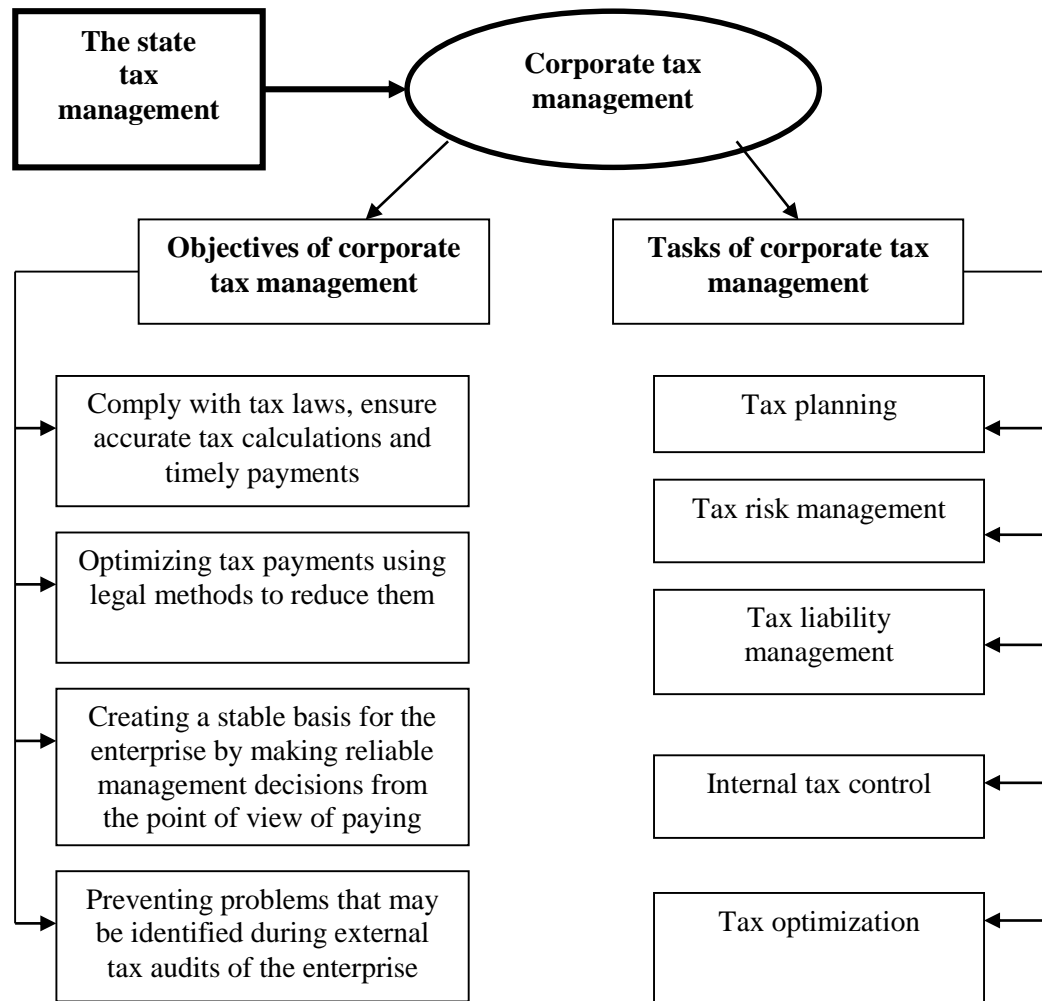 The state
tax
management
Corporate tax
management
Objectives of corporate
tax management
Tasks of corporate tax
management
Comply with tax laws, ensure
accurate tax calculations and
timely payments
Optimizing tax payments using
legal methods to reduce them
Creating a stable basis for the
enterprise by making reliable
management decisions from
the point of view of paying
Preventing problems that may
be identified during external
tax audits of the enterprise
Tax planning
Tax risk management
Tax liability
management
Internal tax control
Tax optimization